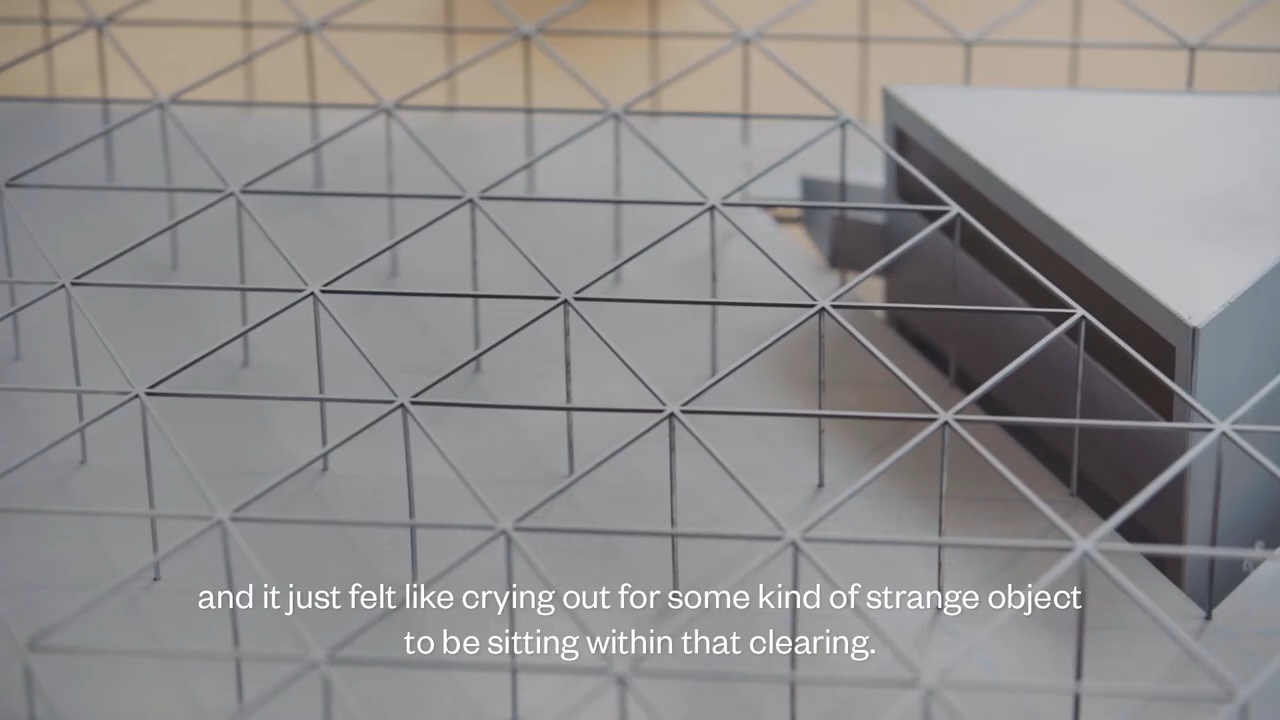 and it just felt like crying out for some kind of strange object
to be sitting within that clearing.